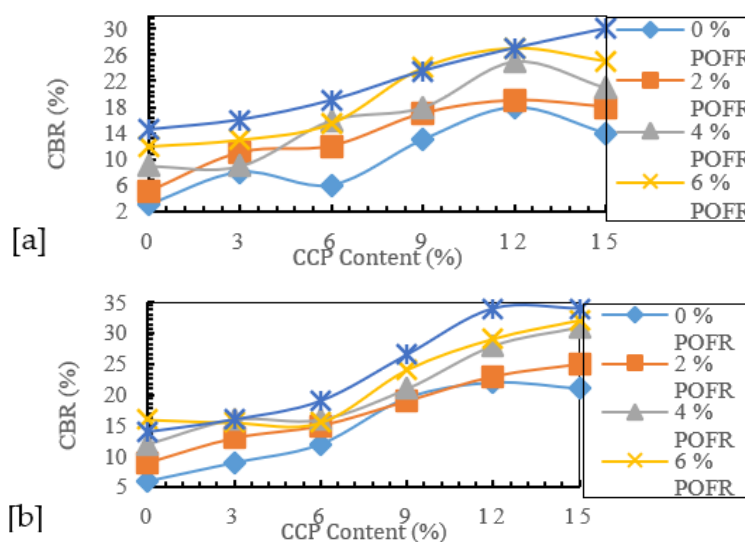 [a]
CBR (%)
30
26
22
18
14
10
6
2
0 3 6 9 12 15
CCP Content (%)
0 %
POFR
2 %
POFR
4 %
POFR
6 %
POFR
[b]
CBR (%)
35
30
25
20
15
10
5
0 3 6 9 12 15
CCP Content (%)
0 %
POFR
2 %
POFR
4 %
POFR
6 %
POFR